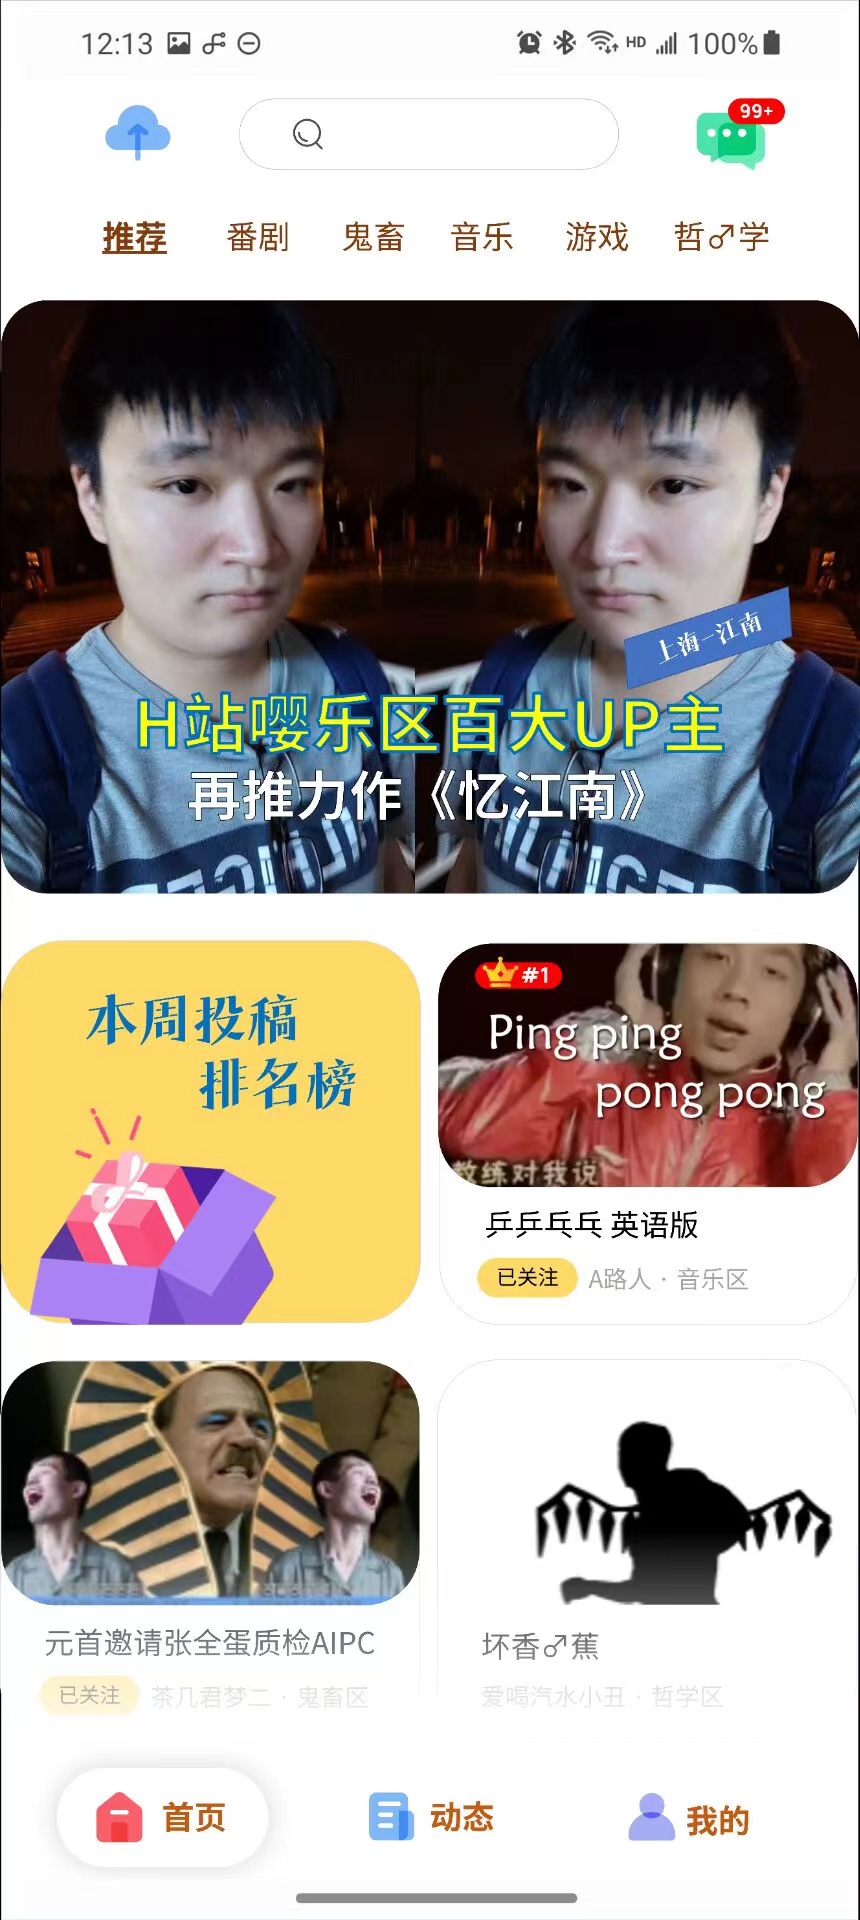 12:13
HD
100%
99+
推荐 番剧 鬼畜 音乐 游戏 哲♂学
上海-江南
H站嘤乐区百大UP主
再推力作《忆江南》
本周投稿
排名榜
#1
Ping ping
pong pong
教练对我说
乒乒乓乓 英语版
已关注 A路人 · 音乐区
元首邀请张全蛋质检AIPC
已关注 茶几君梦二 · 鬼畜区
坏香♂蕉
爱喝汽水小丑 · 哲学区
首页 动态 我的